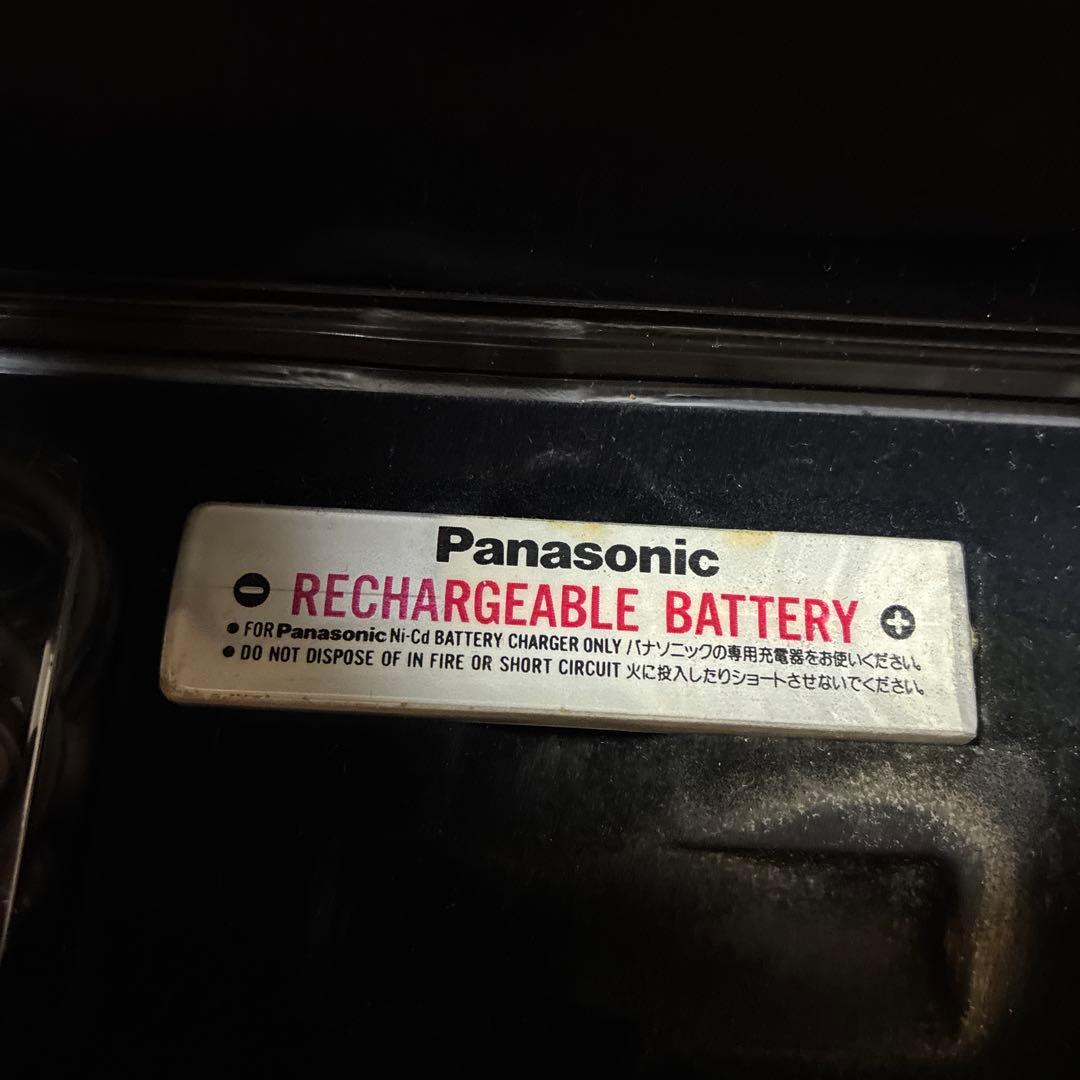 Panasonic
⊖ RECHARGEABLE BATTERY ⊕
● FOR Panasonic Ni-Cd BATTERY CHARGER ONLY/パナソニックの専用充電器をお使いください。
● DO NOT DISPOSE OF IN FIRE OR SHORT CIRCUIT 火に投入したりショートさせないでください。